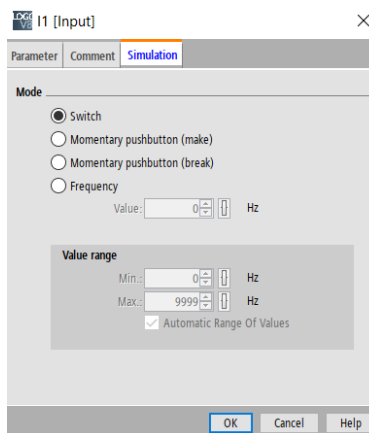 LOGO!
I1 [Input]
Parameter Comment Simulation
Mode
Switch
Momentary pushbutton (make)
Momentary pushbutton (break)
Frequency
Value: 0 Hz
Value range
Min.: 0 Hz
Max.: 9999 Hz
Automatic Range Of Values
OK Cancel Help